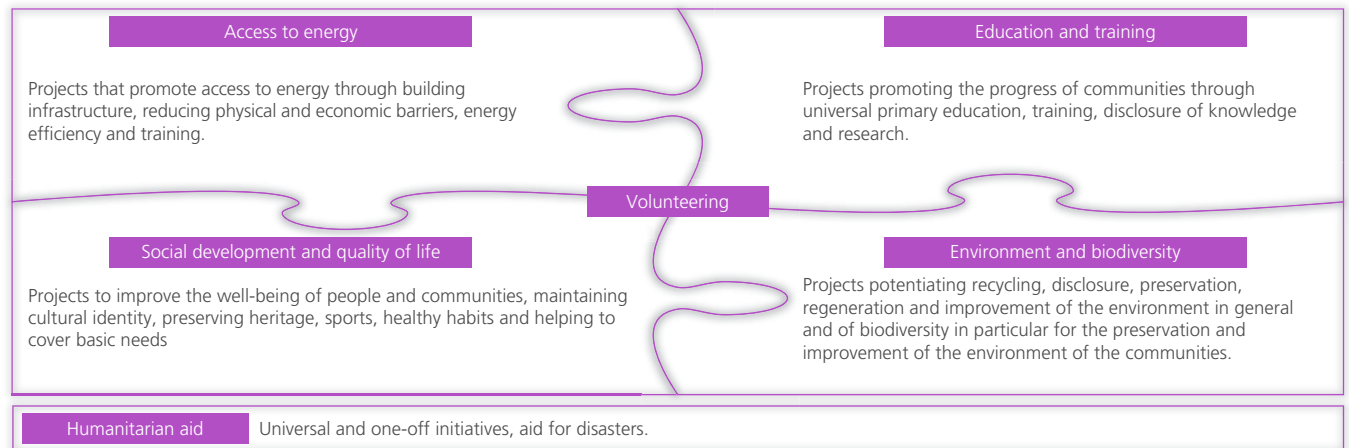 Access to energy
Projects that promote access to energy through building
infrastructure, reducing physical and economic barriers, energy
efficiency and training.
Education and training
Projects promoting the progress of communities through
universal primary education, training, disclosure of knowledge
and research.
Volunteering
Social development and quality of life
Projects to improve the well-being of people and communities, maintaining
cultural identity, preserving heritage, sports, healthy habits and helping to
cover basic needs
Environment and biodiversity
Projects potentiating recycling, disclosure, preservation,
regeneration and improvement of the environment in general
and of biodiversity in particular for the preservation and
improvement of the environment of the communities.
Humanitarian aid
Universal and one-off initiatives, aid for disasters.